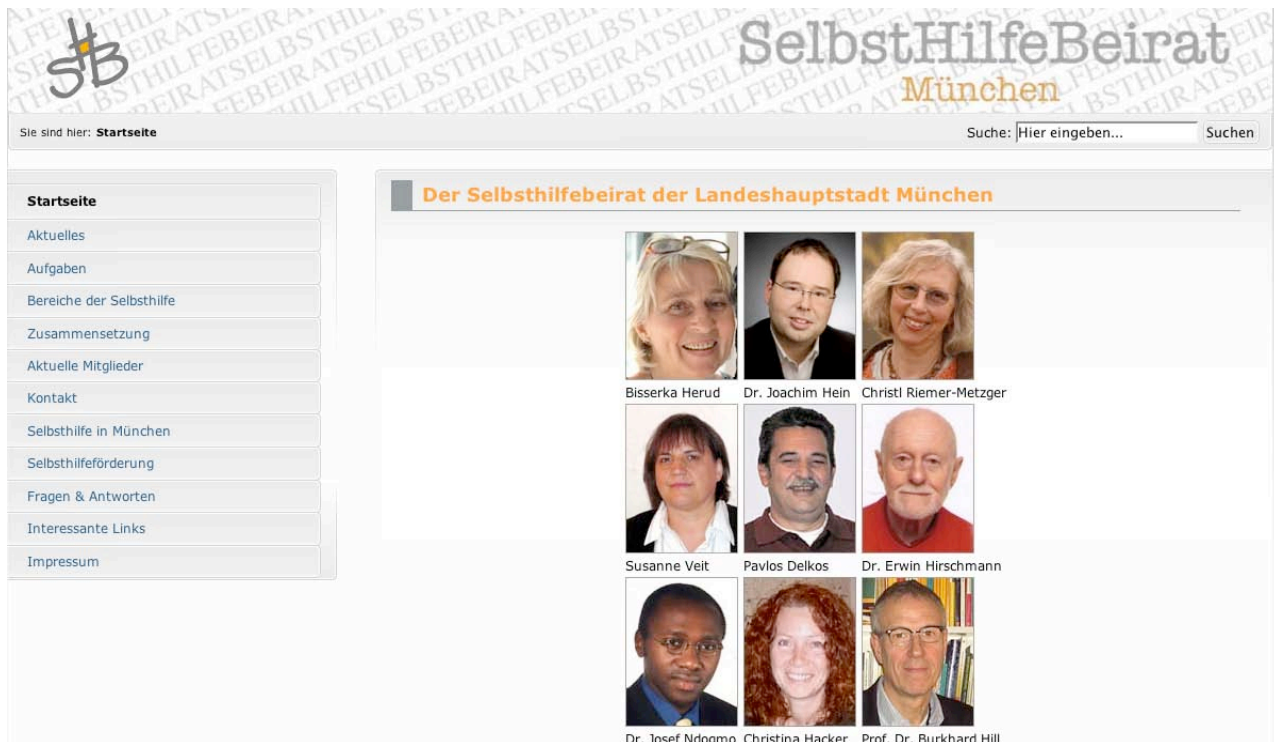 SHB
SelbstHilfeBeirat
München
Sie sind hier: Startseite
Suche: Hier eingeben... Suchen
Startseite
Aktuelles
Aufgaben
Bereiche der Selbsthilfe
Zusammensetzung
Aktuelle Mitglieder
Kontakt
Selbsthilfe in München
Selbsthilfeförderung
Fragen & Antworten
Interessante Links
Impressum
Der Selbsthilfebeirat der Landeshauptstadt München
Bisserka Herud Dr. Joachim Hein Christl Riemer-Metzger
Susanne Veit Pavlos Delkos Dr. Erwin Hirschmann
Dr. Josef Ndogmo Christina Hacker Prof. Dr. Burkhard Hill